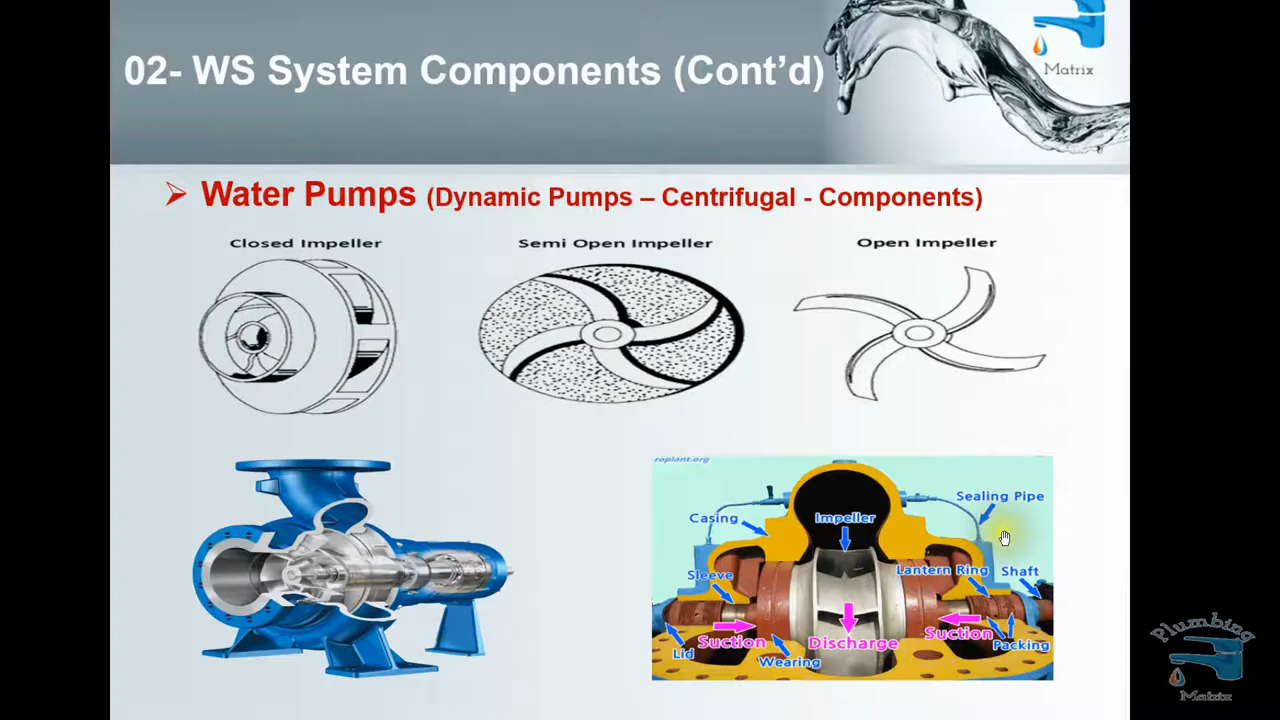 Matrix
02- WS System Components (Cont’d)
➢ Water Pumps (Dynamic Pumps – Centrifugal - Components)
Closed Impeller
Semi Open Impeller
Open Impeller
roplant.org
Sealing Pipe
Casing
Impeller
Sleeve
Lantern Ring
Shaft
Suction
Discharge
Suction
Packing
Lid
Wearing
Plumbing
Matrix